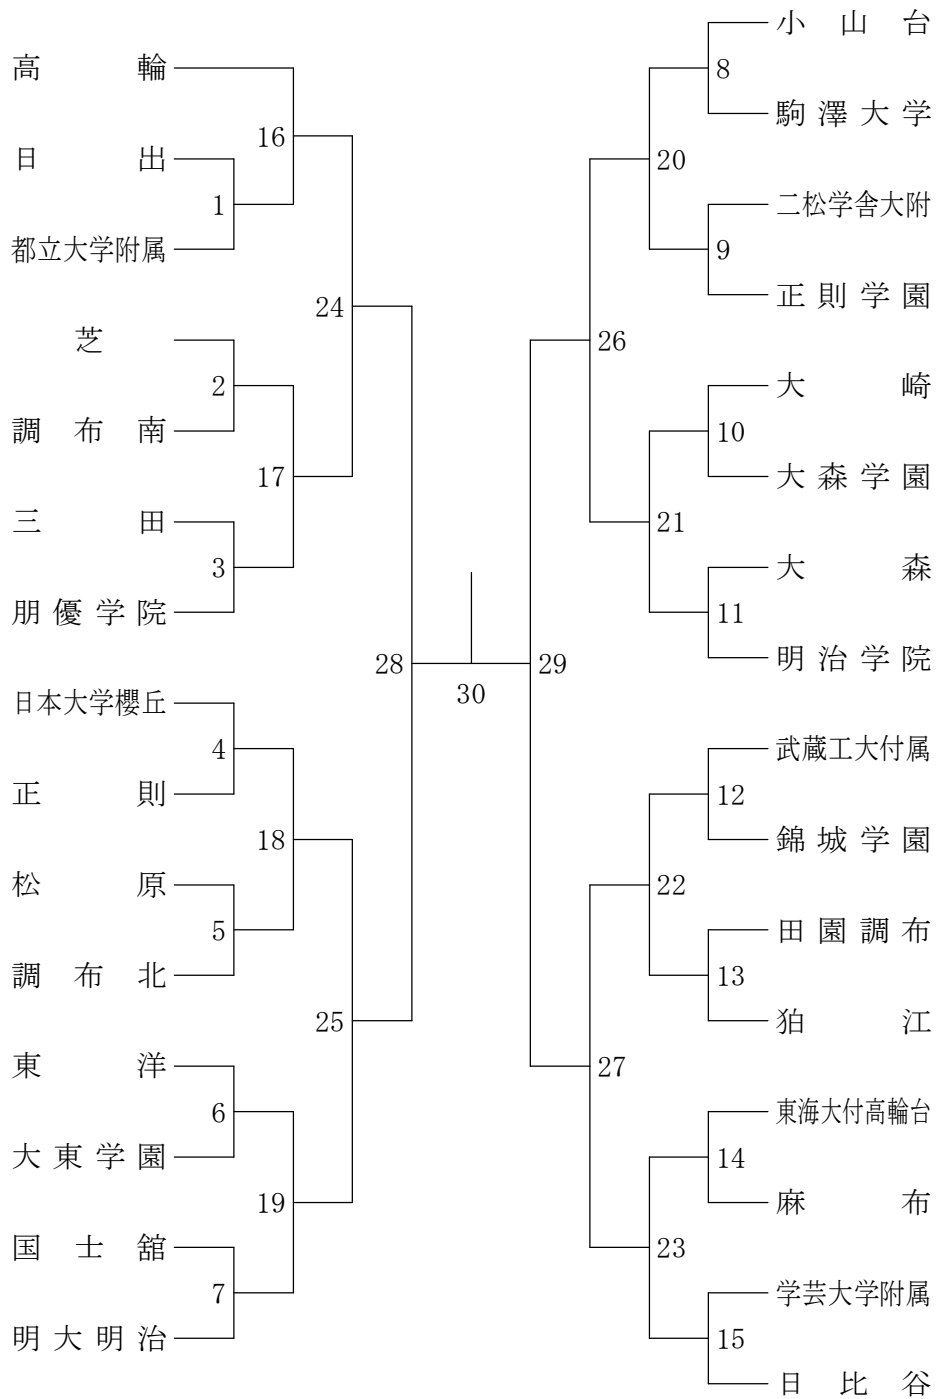 高輪
16
日出
1
都立大学附属
24
芝
2
調布南
17
三田
3
朋優学院
28
日本大学櫻丘
4
正則
18
松原
5
調布北
25
東洋
6
大東学園
19
国士舘
7
明大明治
30
小山台
8
駒澤大学
20
二松学舎大附
9
正則学園
26
大崎
10
大森学園
21
大森
11
明治学院
29
武蔵工大付属
12
錦城学園
22
田園調布
13
狛江
27
東海大付高輪台
14
麻布
23
学芸大学附属
15
日比谷